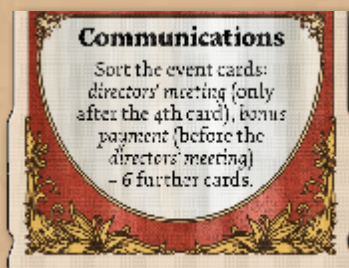 Communications
Sort the event cards:
directors' meeting (only
after the 4th card), bonus
payment (before the
directors' meeting)
– 6 further cards.